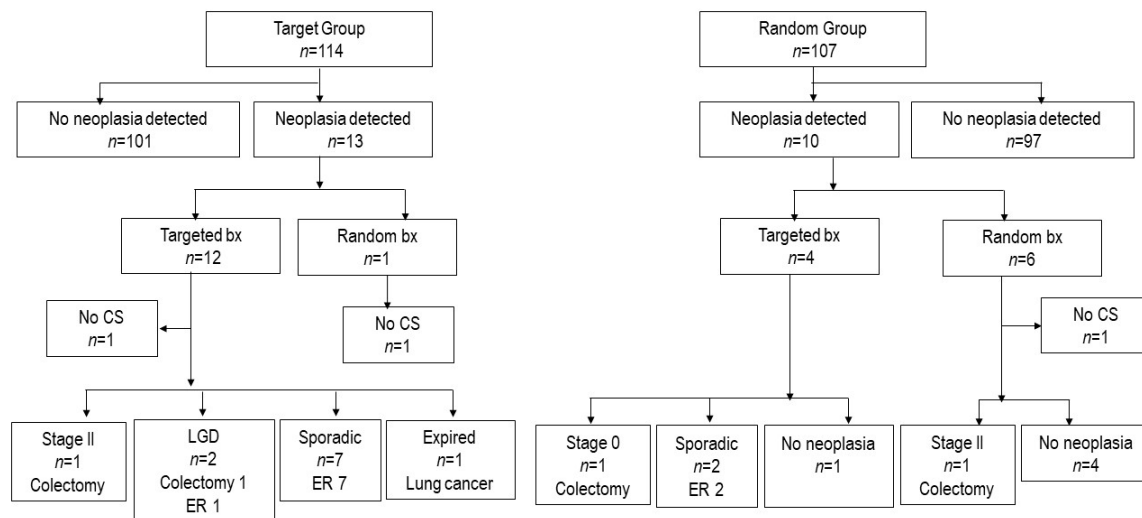 Target Group
n=114
No neoplasia detected
n=101
Neoplasia detected
n=13
Targeted bx
n=12
Random bx
n=1
No CS
n=1
No CS
n=1
Stage II
n=1
Colectomy
LGD
n=2
Colectomy 1
ER 1
Sporadic
n=7
ER 7
Expired
n=1
Lung cancer
Random Group
n=107
Neoplasia detected
n=10
No neoplasia detected
n=97
Targeted bx
n=4
Random bx
n=6
No CS
n=1
Stage 0
n=1
Colectomy
Sporadic
n=2
ER 2
No neoplasia
n=1
Stage II
n=1
Colectomy
No neoplasia
n=4